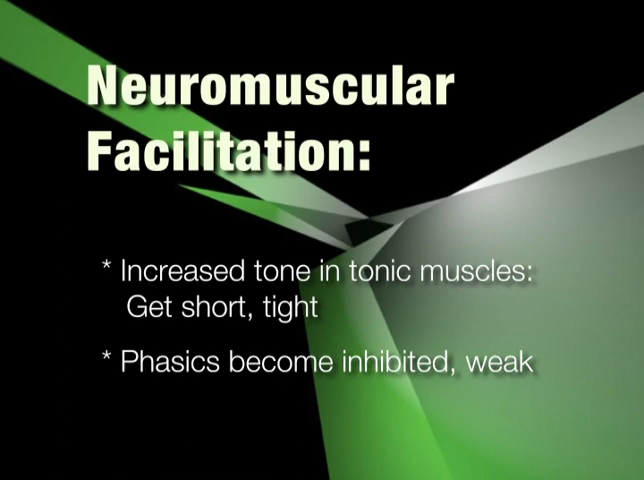 Neuromuscular
Facilitation:
* Increased tone in tonic muscles:
Get short, tight
* Phasics become inhibited, weak